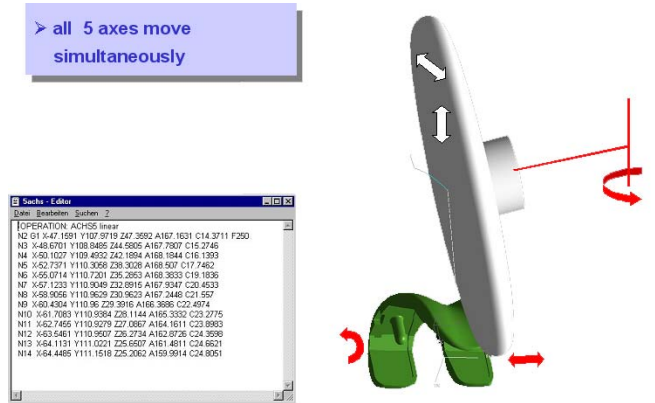 ➢ all 5 axes move
simultaneously
Sachs - Editor
Datei Bearbeiten Suchen ?
!OPERATION: ACHS5 linear
N2 G1 X-47.1591 Y107.9719 Z47.3592 A167.1631 C14.3711 F250
N3 X-48.6701 Y108.8485 Z44.5805 A167.7807 C15.2746
N4 X-50.1027 Y109.4932 Z42.1894 A168.1844 C16.1393
N5 X-52.7371 Y110.3058 Z38.3028 A168.507 C17.7462
N6 X-55.0714 Y110.7201 Z35.2853 A168.3833 C19.1836
N7 X-57.1233 Y110.9049 Z32.8915 A167.9347 C20.4533
N8 X-58.9056 Y110.9629 Z30.9623 A167.2448 C21.557
N9 X-60.4304 Y110.96 Z29.3916 A166.3686 C22.4974
N10 X-61.7083 Y110.9384 Z28.1144 A165.3332 C23.2775
N11 X-62.7455 Y110.9279 Z27.0867 A164.1611 C23.8983
N12 X-63.5461 Y110.9507 Z26.2734 A162.8726 C24.3598
N13 X-64.1131 Y111.0221 Z25.6507 A161.4811 C24.6621
N14 X-64.4485 Y111.1518 Z25.2062 A159.9914 C24.8051